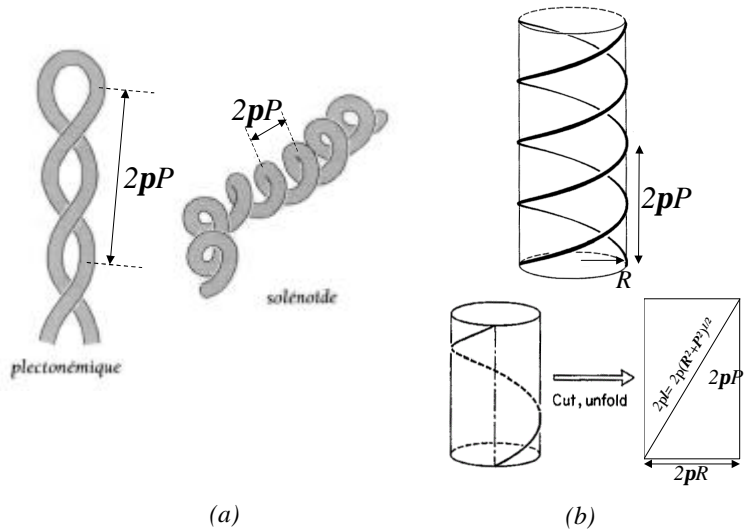 2pP
2pP
plectonémique
solénoïde
2pP
R
2pl= 2p(R²+P²)^1/2
2pP
Cut, unfold
2pR
(a)
(b)